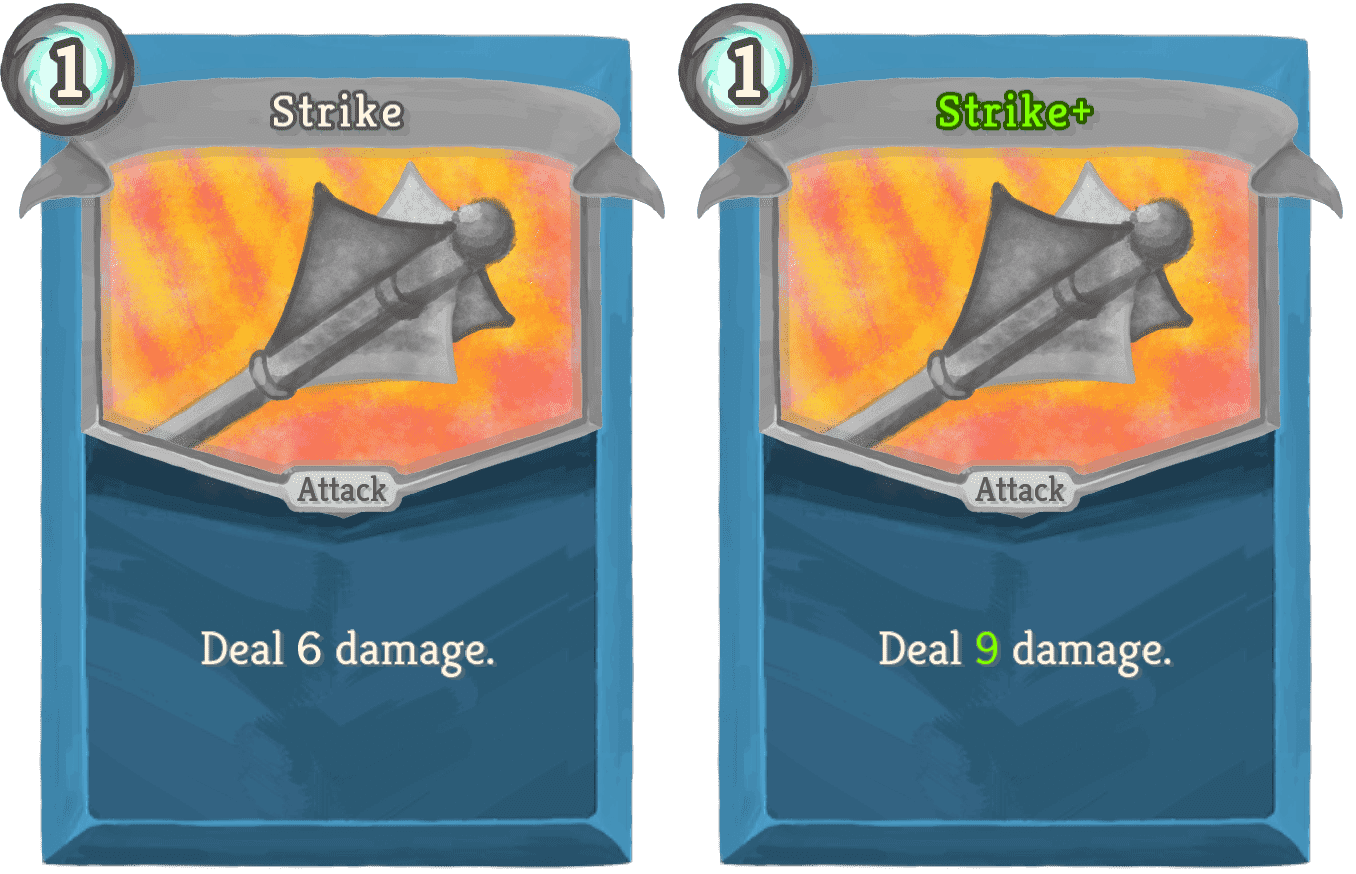 1
Strike
Attack
Deal 6 damage.
1
Strike+
Attack
Deal 9 damage.